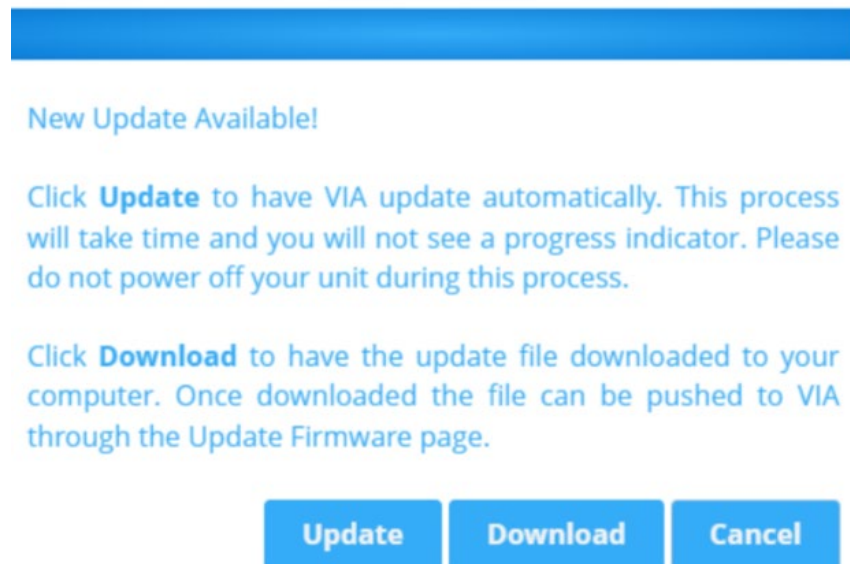 New Update Available!
Click Update to have VIA update automatically. This process
will take time and you will not see a progress indicator. Please
do not power off your unit during this process.
Click Download to have the update file downloaded to your
computer. Once downloaded the file can be pushed to VIA
through the Update Firmware page.
Update Download Cancel